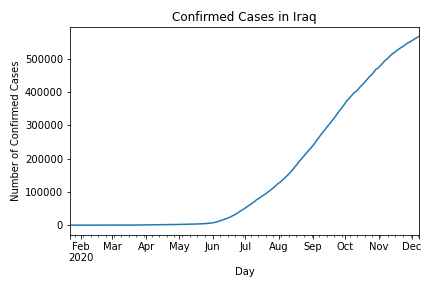 Confirmed Cases in Iraq
Number of Confirmed Cases
500000
400000
300000
200000
100000
0
Feb Mar Apr May Jun Jul Aug Sep Oct Nov Dec
2020
Day